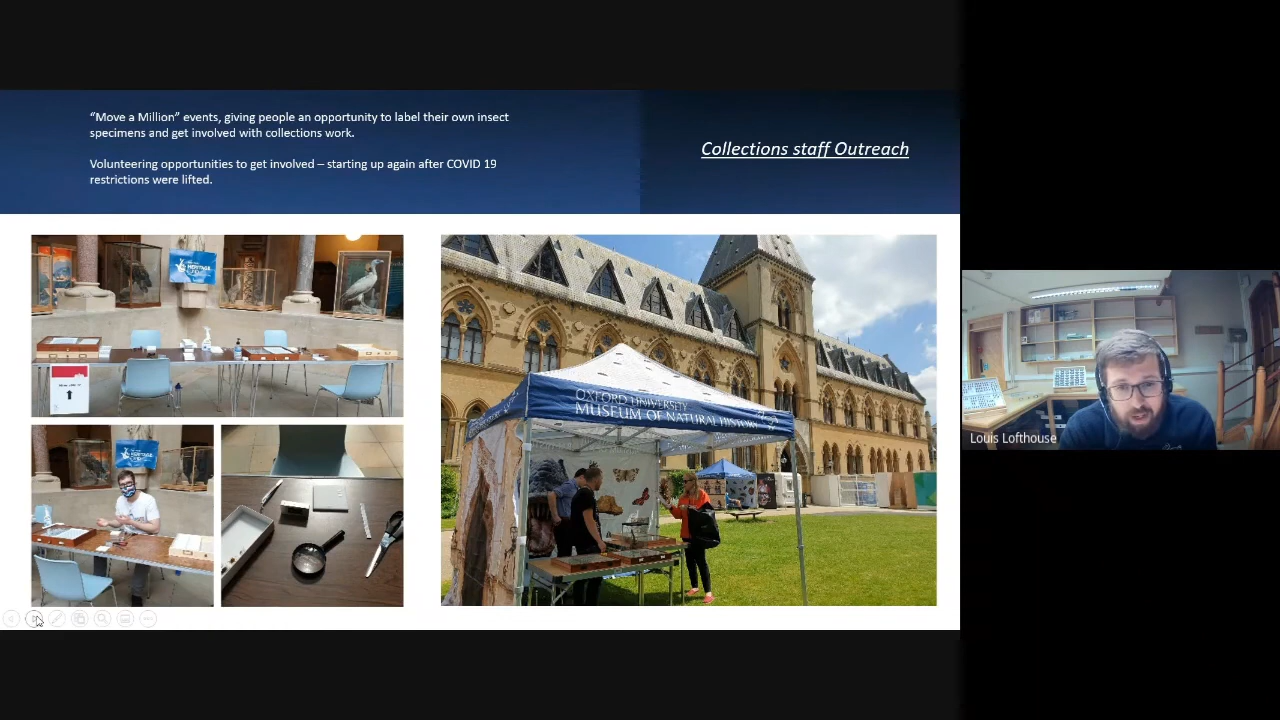 “Move a Million” events, giving people an opportunity to label their own insect
specimens and get involved with collections work.
Volunteering opportunities to get involved – starting up again after COVID 19
restrictions were lifted.
Collections staff Outreach
HERITAGE
OXFORD UNIVERSITY
MUSEUM OF NATURAL HISTORY
Louis Lofthouse